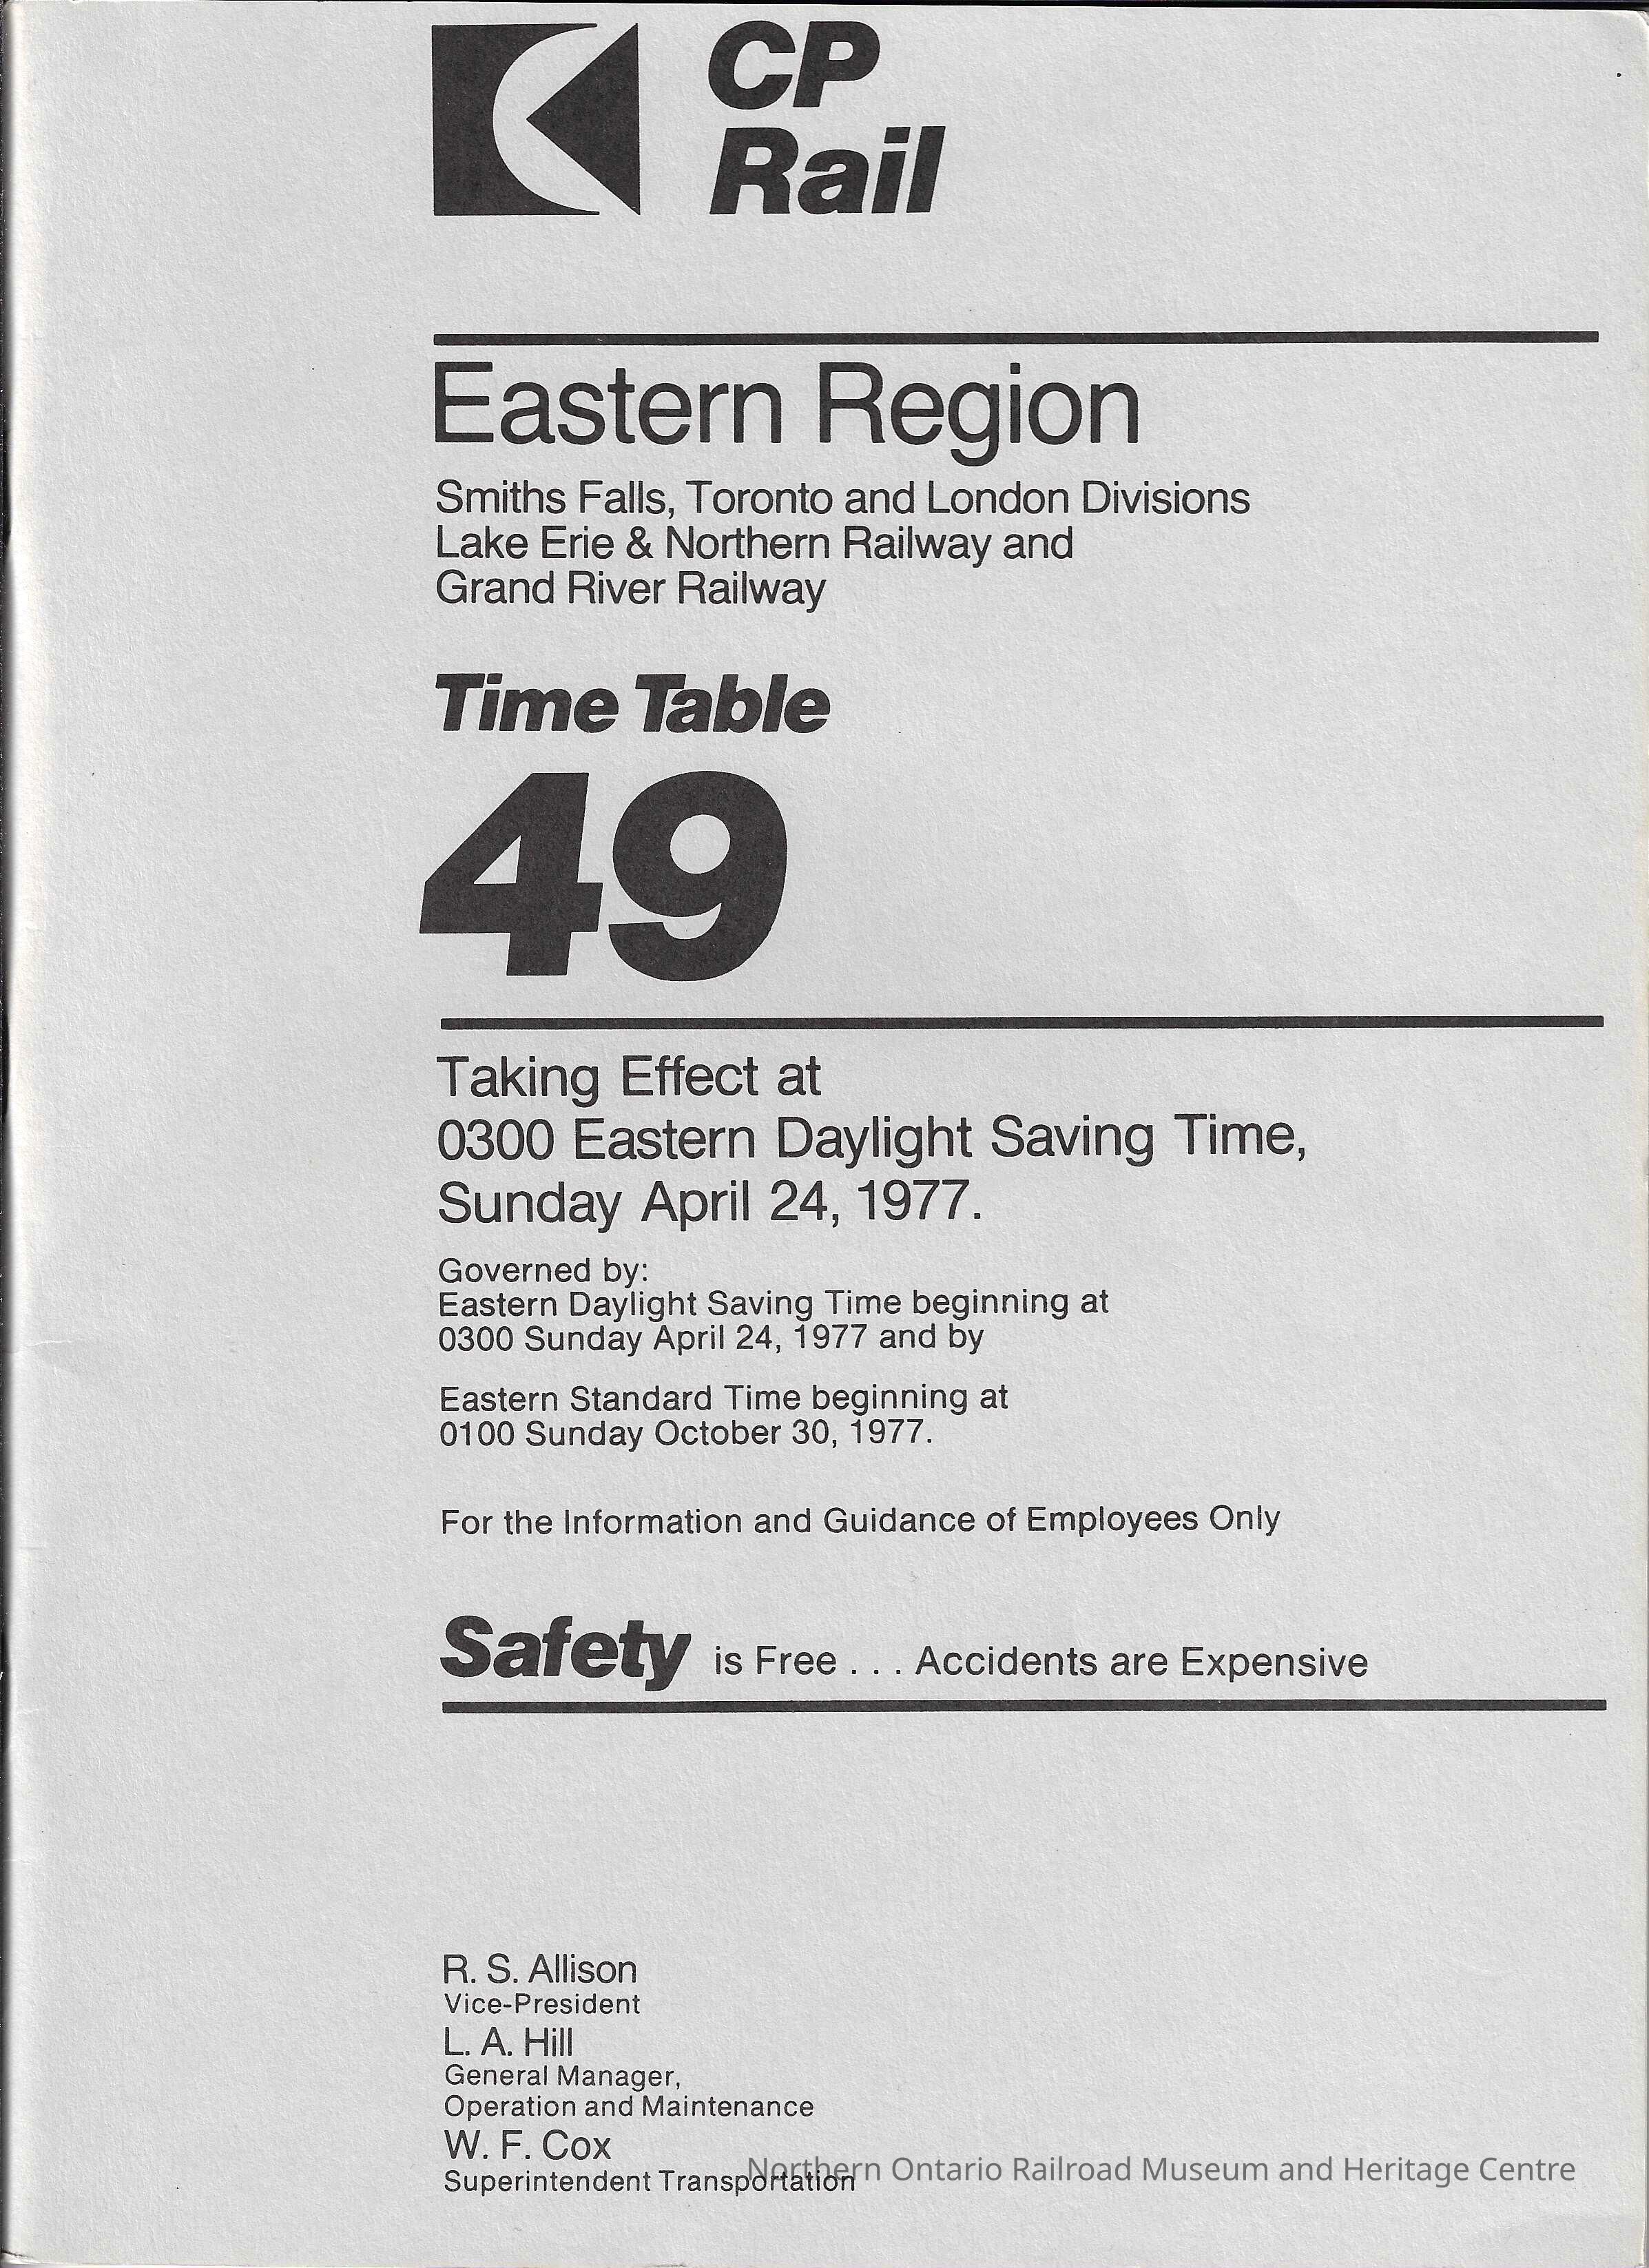 CP
Rail
Eastern Region
Smiths Falls, Toronto and London Divisions
Lake Erie & Northern Railway and
Grand River Railway
Time Table
49
Taking Effect at
0300 Eastern Daylight Saving Time,
Sunday April 24, 1977.
Governed by:
Eastern Daylight Saving Time beginning at
0300 Sunday April 24, 1977 and by
Eastern Standard Time beginning at
0100 Sunday October 30, 1977.
For the Information and Guidance of Employees Only
Safety is Free . . . Accidents are Expensive
R. S. Allison
Vice-President
L. A. Hill
General Manager,
Operation and Maintenance
W. F. Cox
Superintendent Transportation
Northern Ontario Railroad Museum and Heritage Centre